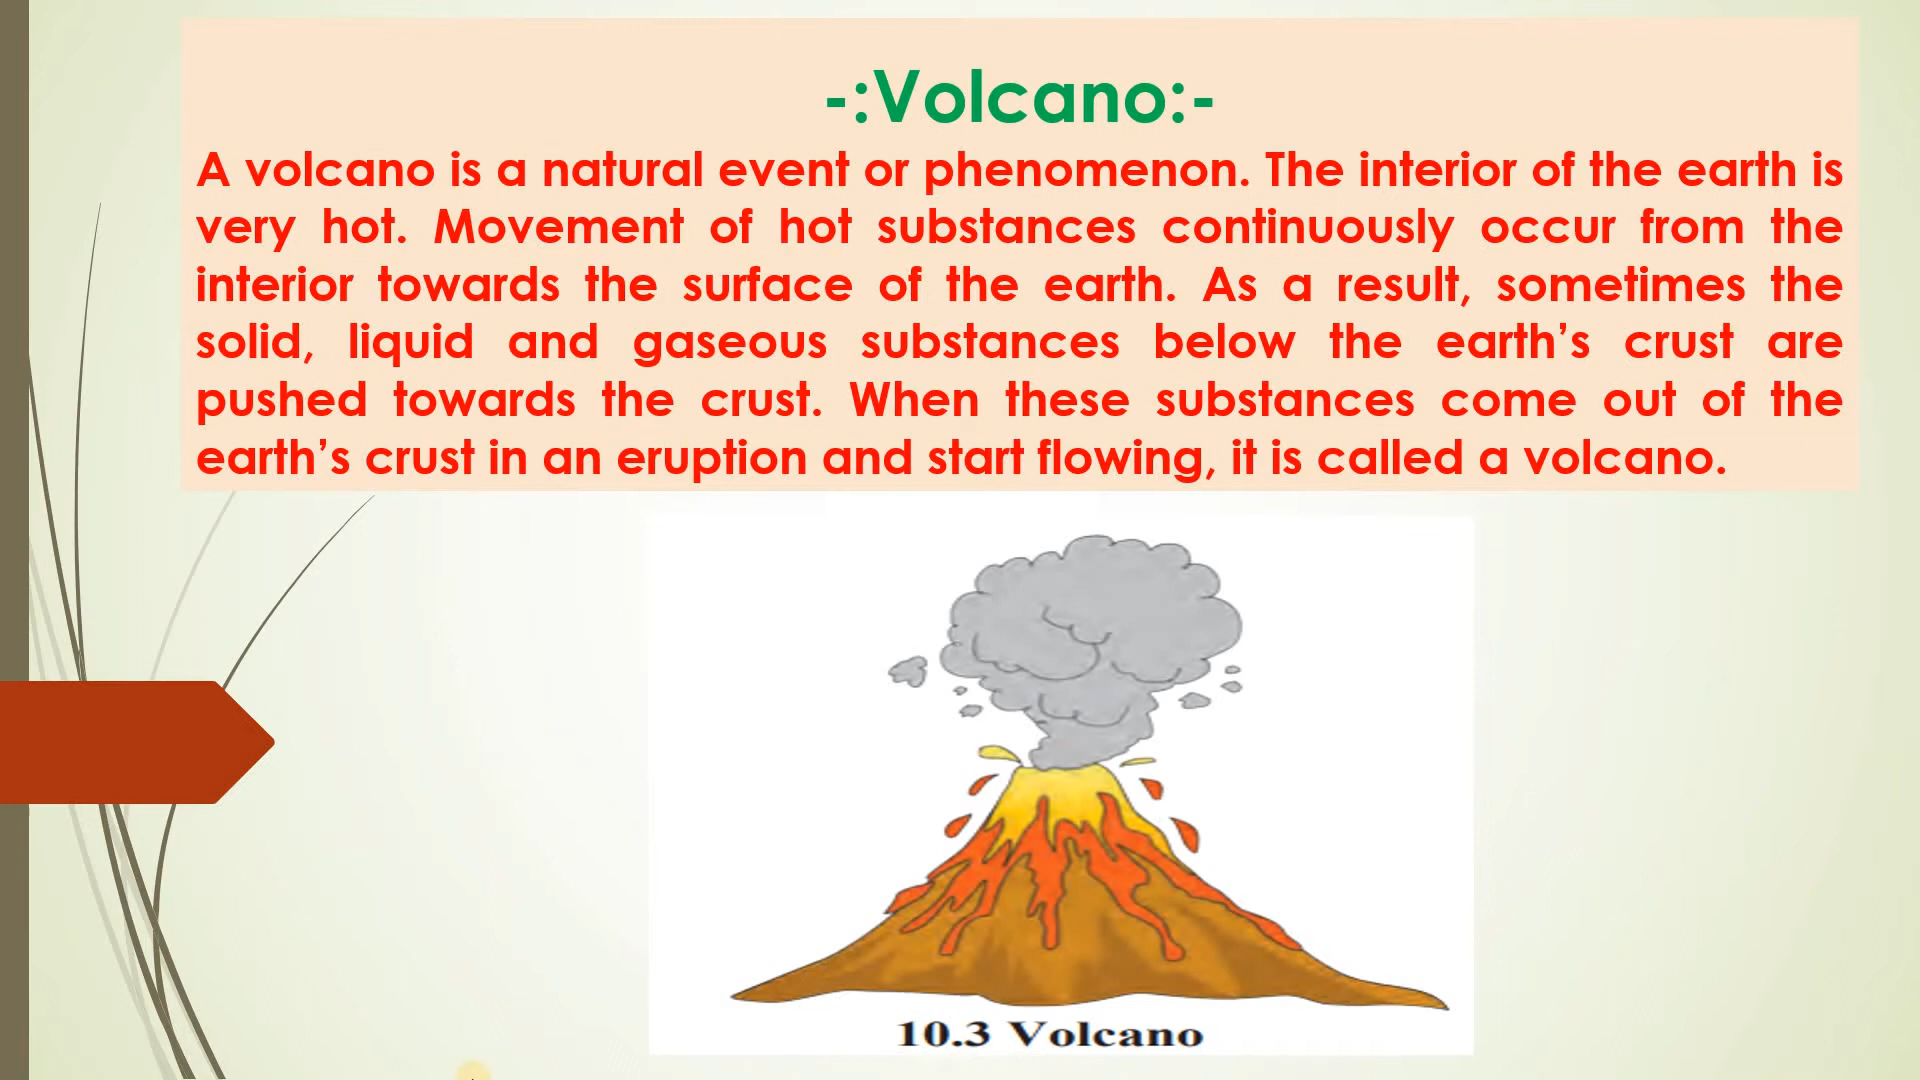 -:Volcano:-
A volcano is a natural event or phenomenon. The interior of the earth is
very hot. Movement of hot substances continuously occur from the
interior towards the surface of the earth. As a result, sometimes the
solid, liquid and gaseous substances below the earth’s crust are
pushed towards the crust. When these substances come out of the
earth’s crust in an eruption and start flowing, it is called a volcano.
10.3 Volcano